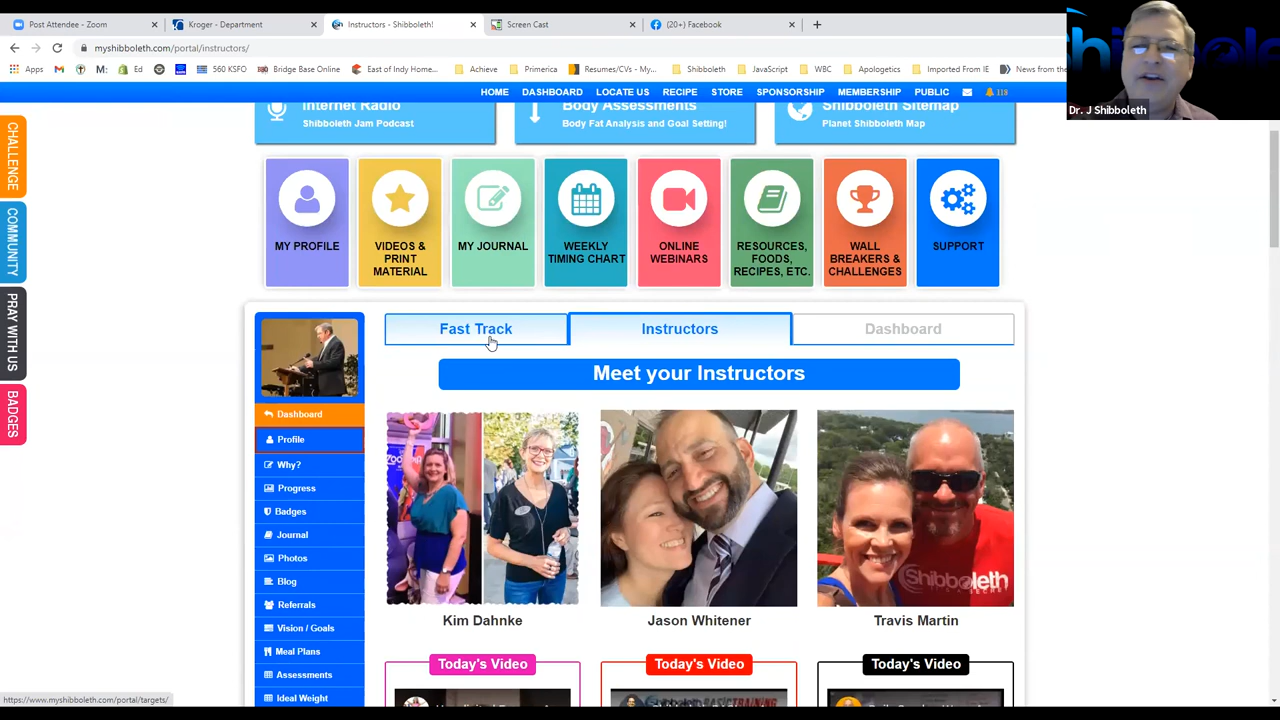 Post Attendee - Zoom
Kroger - Department
Instructors - Shibboleth!
Screen Cast
(20+) Facebook
myshibboleth.com/portal/instructors/
Apps
M:
Ed
560 KSFO
Bridge Base Online
East of Indy Home...
Achieve
Primerica
Resumes/CVs - My...
Shibboleth
JavaScript
WBC
Apologetics
Imported From IE
News from the
Dr. J Shibboleth
HOME DASHBOARD LOCATE US RECIPE STORE SPONSORSHIP MEMBERSHIP PUBLIC 118
Internet Radio
Shibboleth Jam Podcast
Body Assessments
Body Fat Analysis and Goal Setting!
Shibboleth Sitemap
Planet Shibboleth Map
CHALLENGE
COMMUNITY
PRAY WITH US
BADGES
MY PROFILE
VIDEOS &
PRINT
MATERIAL
MY JOURNAL
WEEKLY
TIMING CHART
ONLINE
WEBINARS
RESOURCES,
FOODS,
RECIPES, ETC.
WALL
BREAKERS &
CHALLENGES
SUPPORT
Fast Track
Instructors
Dashboard
Meet your Instructors
Dashboard
Profile
Why?
Progress
Badges
Journal
Photos
Blog
Referrals
Vision / Goals
Meal Plans
Assessments
Ideal Weight
Shibboleth
Kim Dahnke
Jason Whitener
Travis Martin
Today's Video
Today's Video
Today's Video
BASIC TRAINING
https://www.myshibboleth.com/portal/targets/